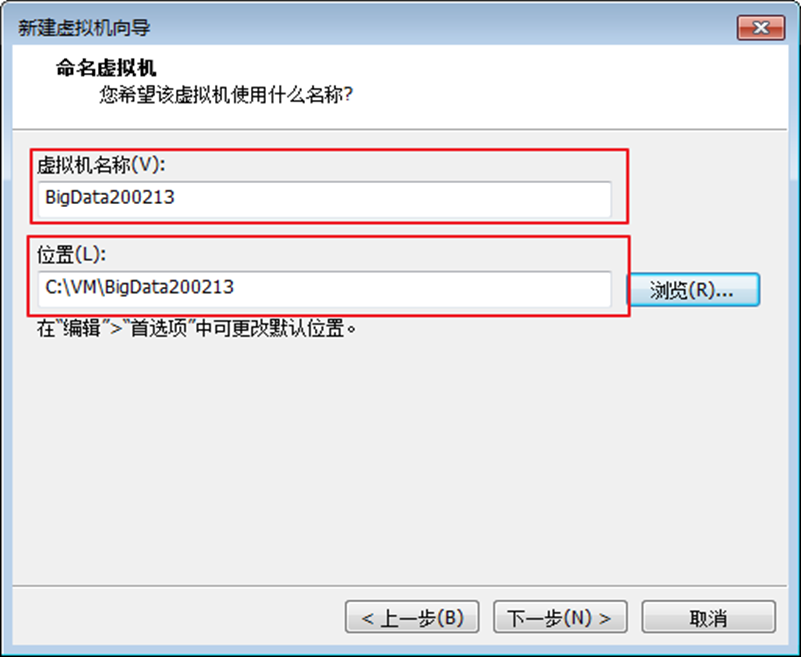 新建虚拟机向导
命名虚拟机
您希望该虚拟机使用什么名称?
虚拟机名称(V):
BigData200213
位置(L):
C:\VM\BigData200213
浏览(R)...
在"编辑">"首选项"中可更改默认位置。
< 上一步(B)
下一步(N) >
取消